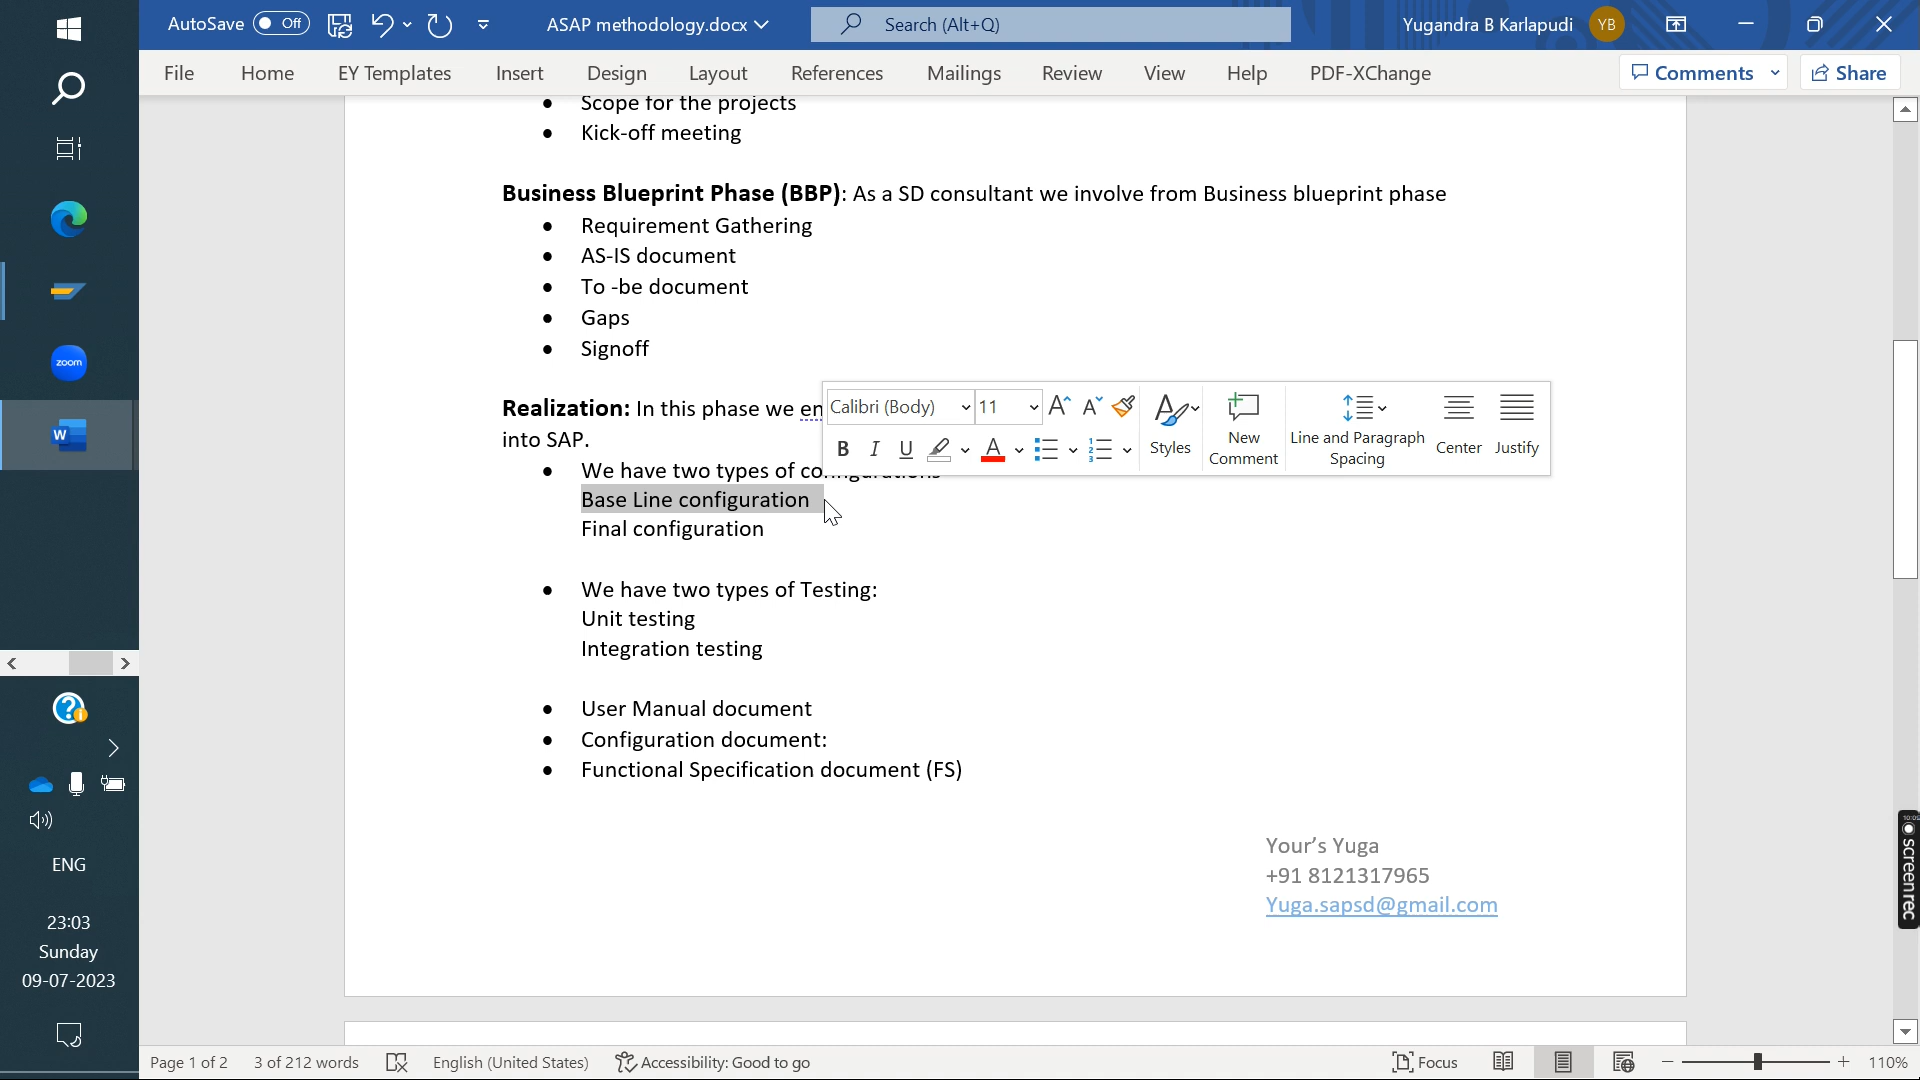 AutoSave Off ASAP methodology.docx Search (Alt+Q) Yugandra B Karlapudi YB
File Home EY Templates Insert Design Layout References Mailings Review View Help PDF-XChange Comments Share
• Scope for the projects
• Kick-off meeting
Business Blueprint Phase (BBP): As a SD consultant we involve from Business blueprint phase
• Requirement Gathering
• AS-IS document
• To -be document
• Gaps
• Signoff
Realization: In this phase we en
into SAP.
Calibri (Body) 11
B I U A Styles New Comment Line and Paragraph Spacing Center Justify
• We have two types of configurations
Base Line configuration
Final configuration
• We have two types of Testing:
Unit testing
Integration testing
• User Manual document
• Configuration document:
• Functional Specification document (FS)
Your's Yuga
+91 8121317965
Yuga.sapsd@gmail.com
zoom
W
ENG
23:03
Sunday
09-07-2023
screenrec
Page 1 of 2 3 of 212 words English (United States) Accessibility: Good to go Focus 110%